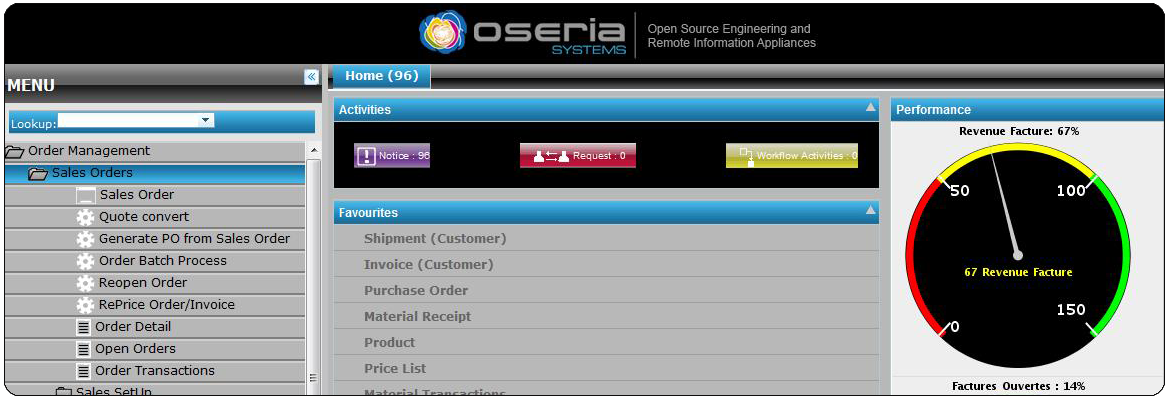 oseria
SYSTEMS
Open Source Engineering and
Remote Information Appliances
MENU
«
Home (96)
Lookup:
Order Management
Sales Orders
Sales Order
Quote convert
Generate PO from Sales Order
Order Batch Process
Reopen Order
RePrice Order/Invoice
Order Detail
Open Orders
Order Transactions
Sales SetUp
Activities
Notice : 96
Request : 0
Workflow Activities : 0
Favourites
Shipment (Customer)
Invoice (Customer)
Purchase Order
Material Receipt
Product
Price List
Material Transactions
Performance
Revenue Facture: 67%
50
100
67 Revenue Facture
150
0
Factures Ouvertes : 14%